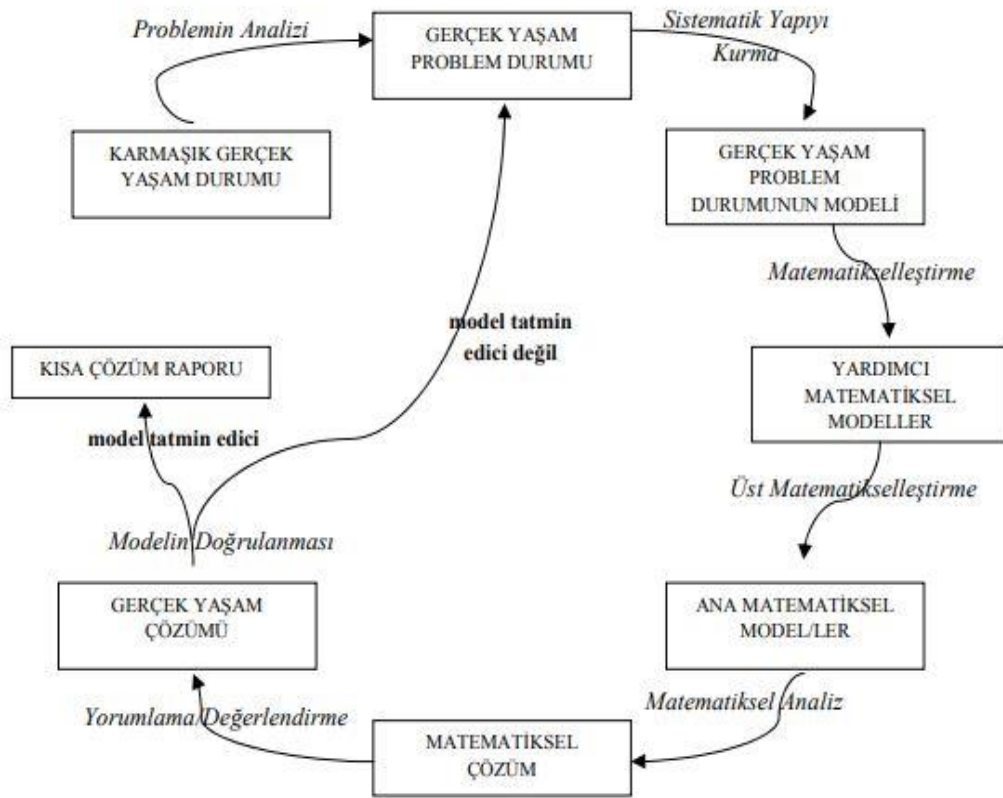 Problemin Analizi
GERÇEK YAŞAM
PROBLEM DURUMU
Sistematik Yapıyı
Kurma
KARMAŞIK GERÇEK
YAŞAM DURUMU
GERÇEK YAŞAM
PROBLEM
DURUMUNUN MODELİ
Matematikselleştirme
model tatmin
edici değil
KISA ÇÖZÜM RAPORU
YARDIMCI
MATEMATİKSEL
MODELLER
model tatmin edici
Üst Matematikselleştirme
Modelin Doğrulanması
GERÇEK YAŞAM
ÇÖZÜMÜ
ANA MATEMATİKSEL
MODEL/LER
Matematiksel Analiz
Yorumlama/Değerlendirme
MATEMATİKSEL
ÇÖZÜM